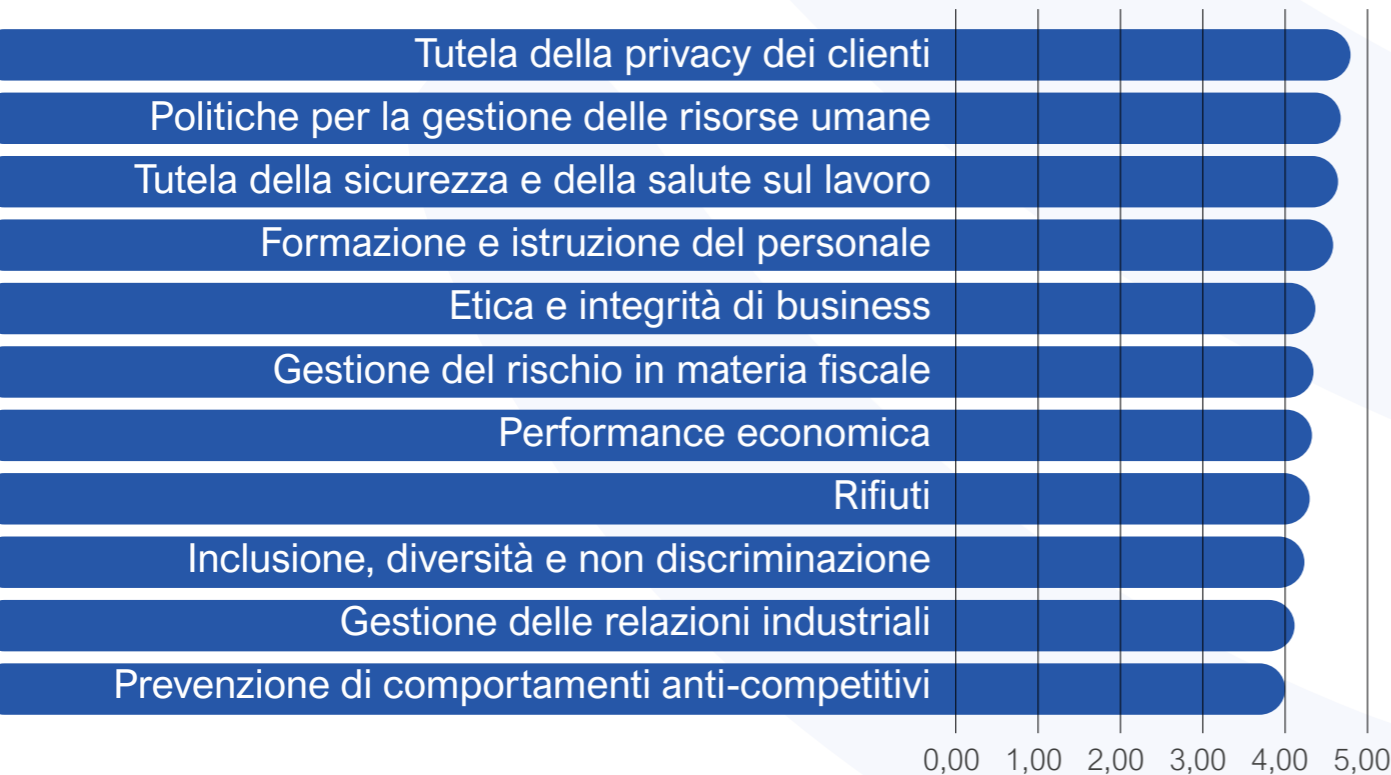 Tutela della privacy dei clienti
Politiche per la gestione delle risorse umane
Tutela della sicurezza e della salute sul lavoro
Formazione e istruzione del personale
Etica e integrità di business
Gestione del rischio in materia fiscale
Performance economica
Rifiuti
Inclusione, diversità e non discriminazione
Gestione delle relazioni industriali
Prevenzione di comportamenti anti-competitivi
0,00 1,00 2,00 3,00 4,00 5,00